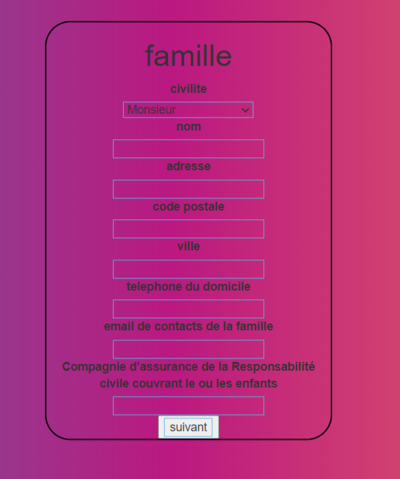 famille
civilite
Monsieur
nom
adresse
code postale
ville
telephone du domicile
email de contacts de la famille
Compagnie d'assurance de la Responsabilité
civile couvrant le ou les enfants
suivant